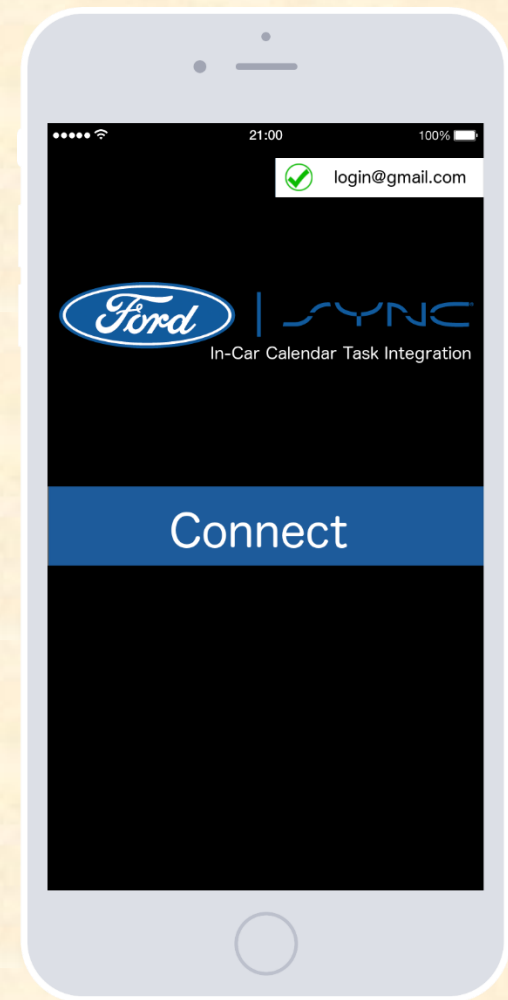 21:00 100%
login@gmail.com
Ford | SYNC
In-Car Calendar Task Integration
Connect